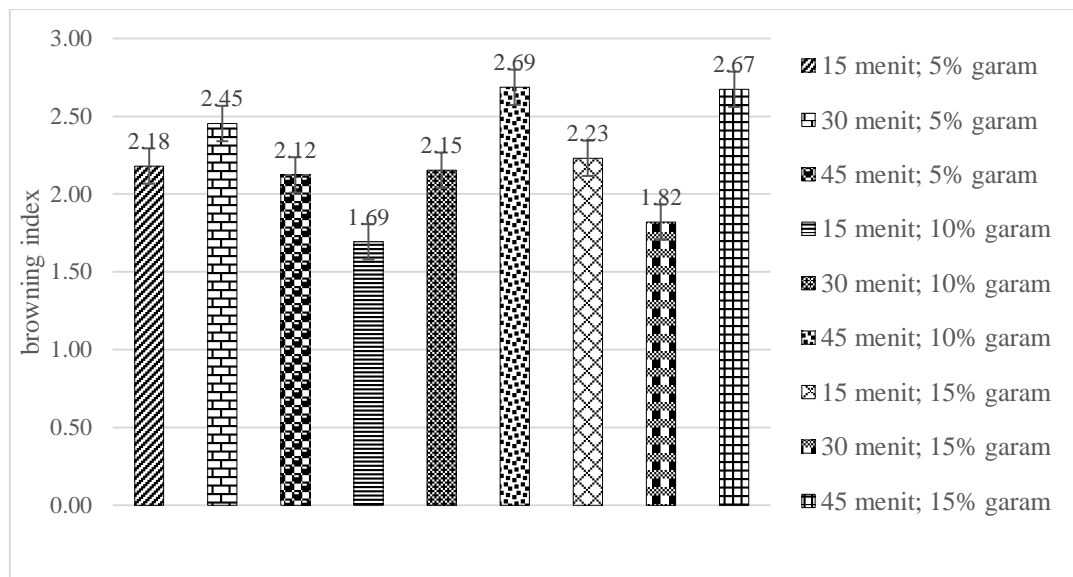 browning index
3.00
2.50
2.00
1.50
1.00
0.50
0.00
2.18
2.45
2.12
1.69
2.15
2.69
2.23
1.82
2.67
15 menit; 5% garam
30 menit; 5% garam
45 menit; 5% garam
15 menit; 10% garam
30 menit; 10% garam
45 menit; 10% garam
15 menit; 15% garam
30 menit; 15% garam
45 menit; 15% garam